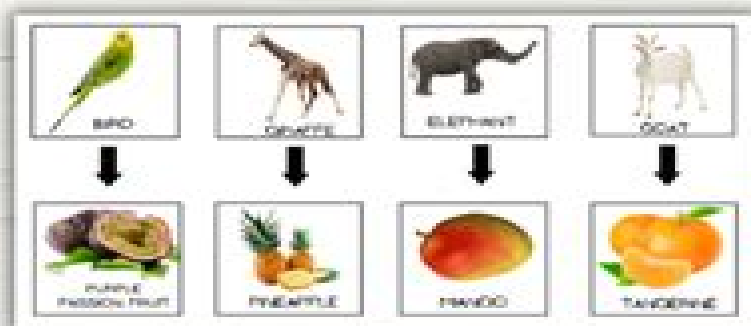 BIRD
GIRAFFE
ELEPHANT
GOAT
PURPLE
PASSION FRUIT
PINEAPPLE
MANGO
TANGERINE